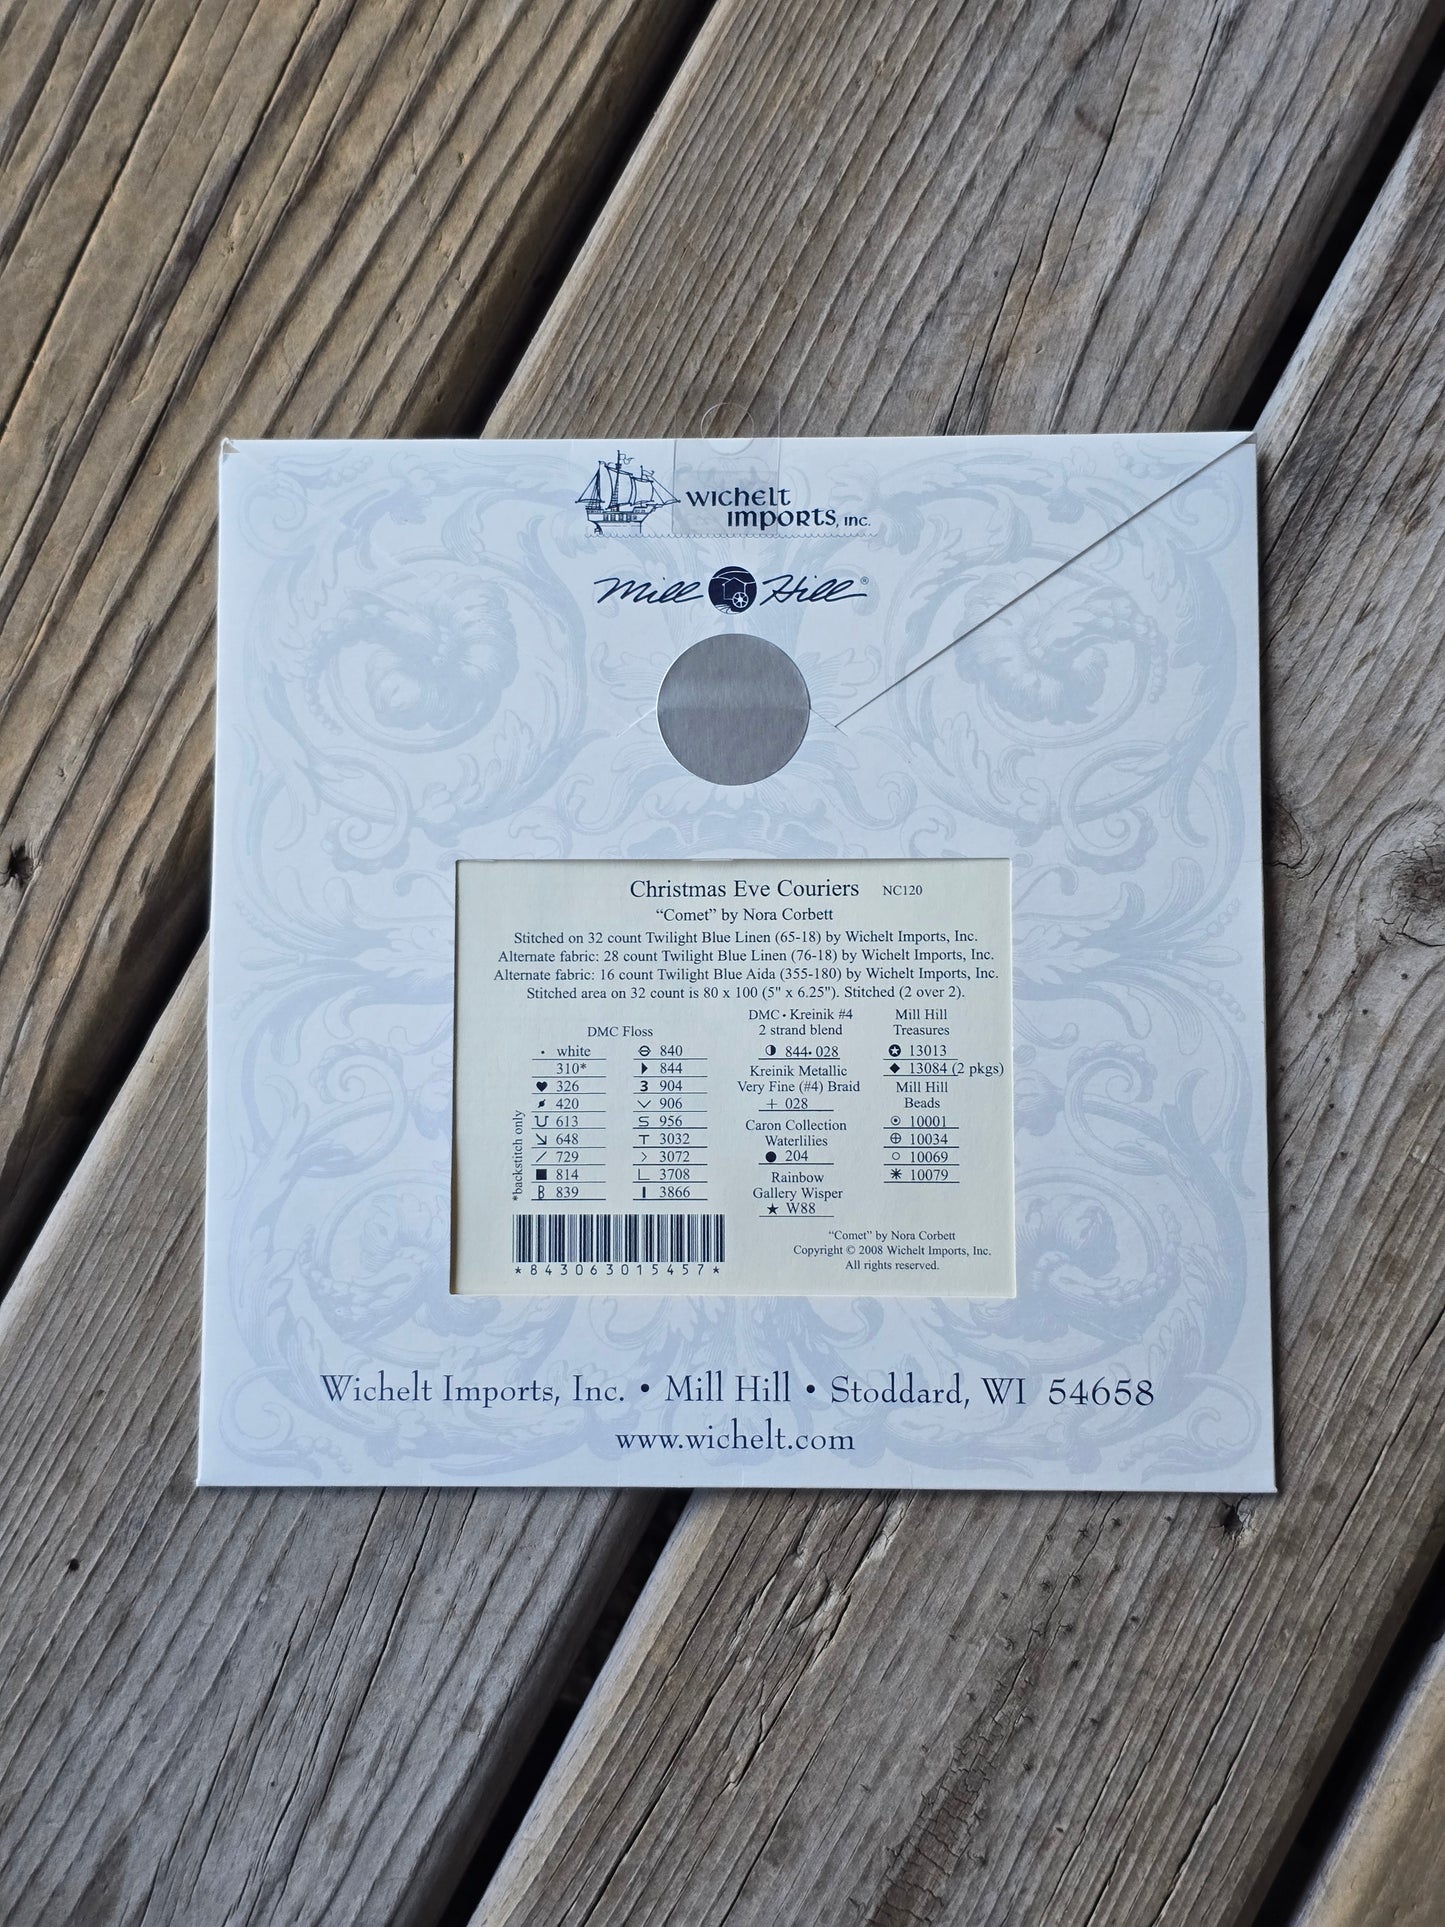 Wichelt
Imports, Inc.
Mill Hill®
Christmas Eve Couriers NC120
“Comet” by Nora Corbett
Stitched on 32 count Twilight Blue Linen (65-18) by Wichelt Imports, Inc.
Alternate fabric: 28 count Twilight Blue Linen (76-18) by Wichelt Imports, Inc.
Alternate fabric: 16 count Twilight Blue Aida (355-180) by Wichelt Imports, Inc.
Stitched area on 32 count is 80 x 100 (5" x 6.25"). Stitched (2 over 2).
DMC Floss
• white
310*
♥ 326
420
613
↘ 648
/ 729
■ 814
B 839
*backstitch only
⊖ 840
844
3 904
906
S 956
T 3032
> 3072
L 3708
I 3866
DMC • Kreinik #4
2 strand blend
◑ 844•028
Kreinik Metallic
Very Fine (#4) Braid
+ 028
Caron Collection
Waterlilies
● 204
Rainbow
Gallery Wisper
★ W88
Mill Hill
Treasures
✪ 13013
◆ 13084 (2 pkgs)
Mill Hill
Beads
⊙ 10001
⊕ 10034
○ 10069
✳ 10079
*843063015457*
“Comet” by Nora Corbett
Copyright © 2008 Wichelt Imports, Inc.
All rights reserved.
Wichelt Imports, Inc. • Mill Hill • Stoddard, WI 54658
www.wichelt.com